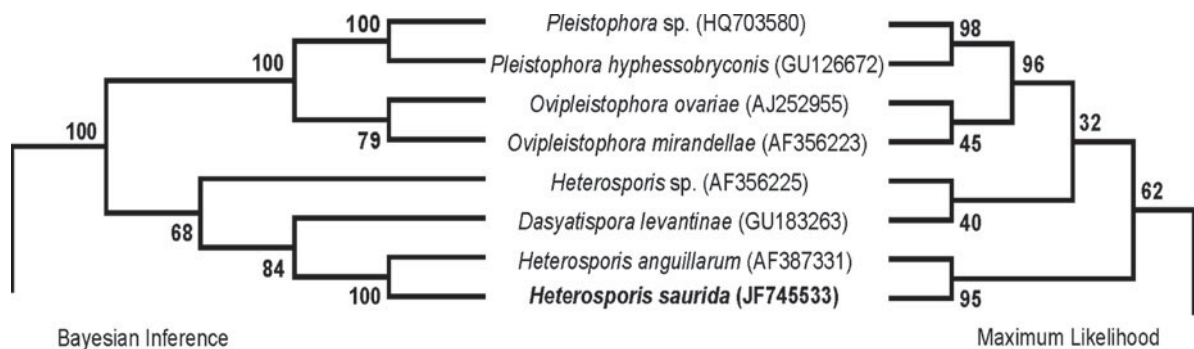 100 Pleistophora sp. (HQ703580) 98
100 Pleistophora hyphessobryconis (GU126672) 96
Ovipleistophora ovariae (AJ252955)
100 79 Ovipleistophora mirandellae (AF356223) 45 32
Heterosporis sp. (AF356225) 62
68 Dasyatispora levantinae (GU183263) 40
84 Heterosporis anguillarum (AF387331)
100 Heterosporis saurida (JF745533) 95
Bayesian Inference Maximum Likelihood